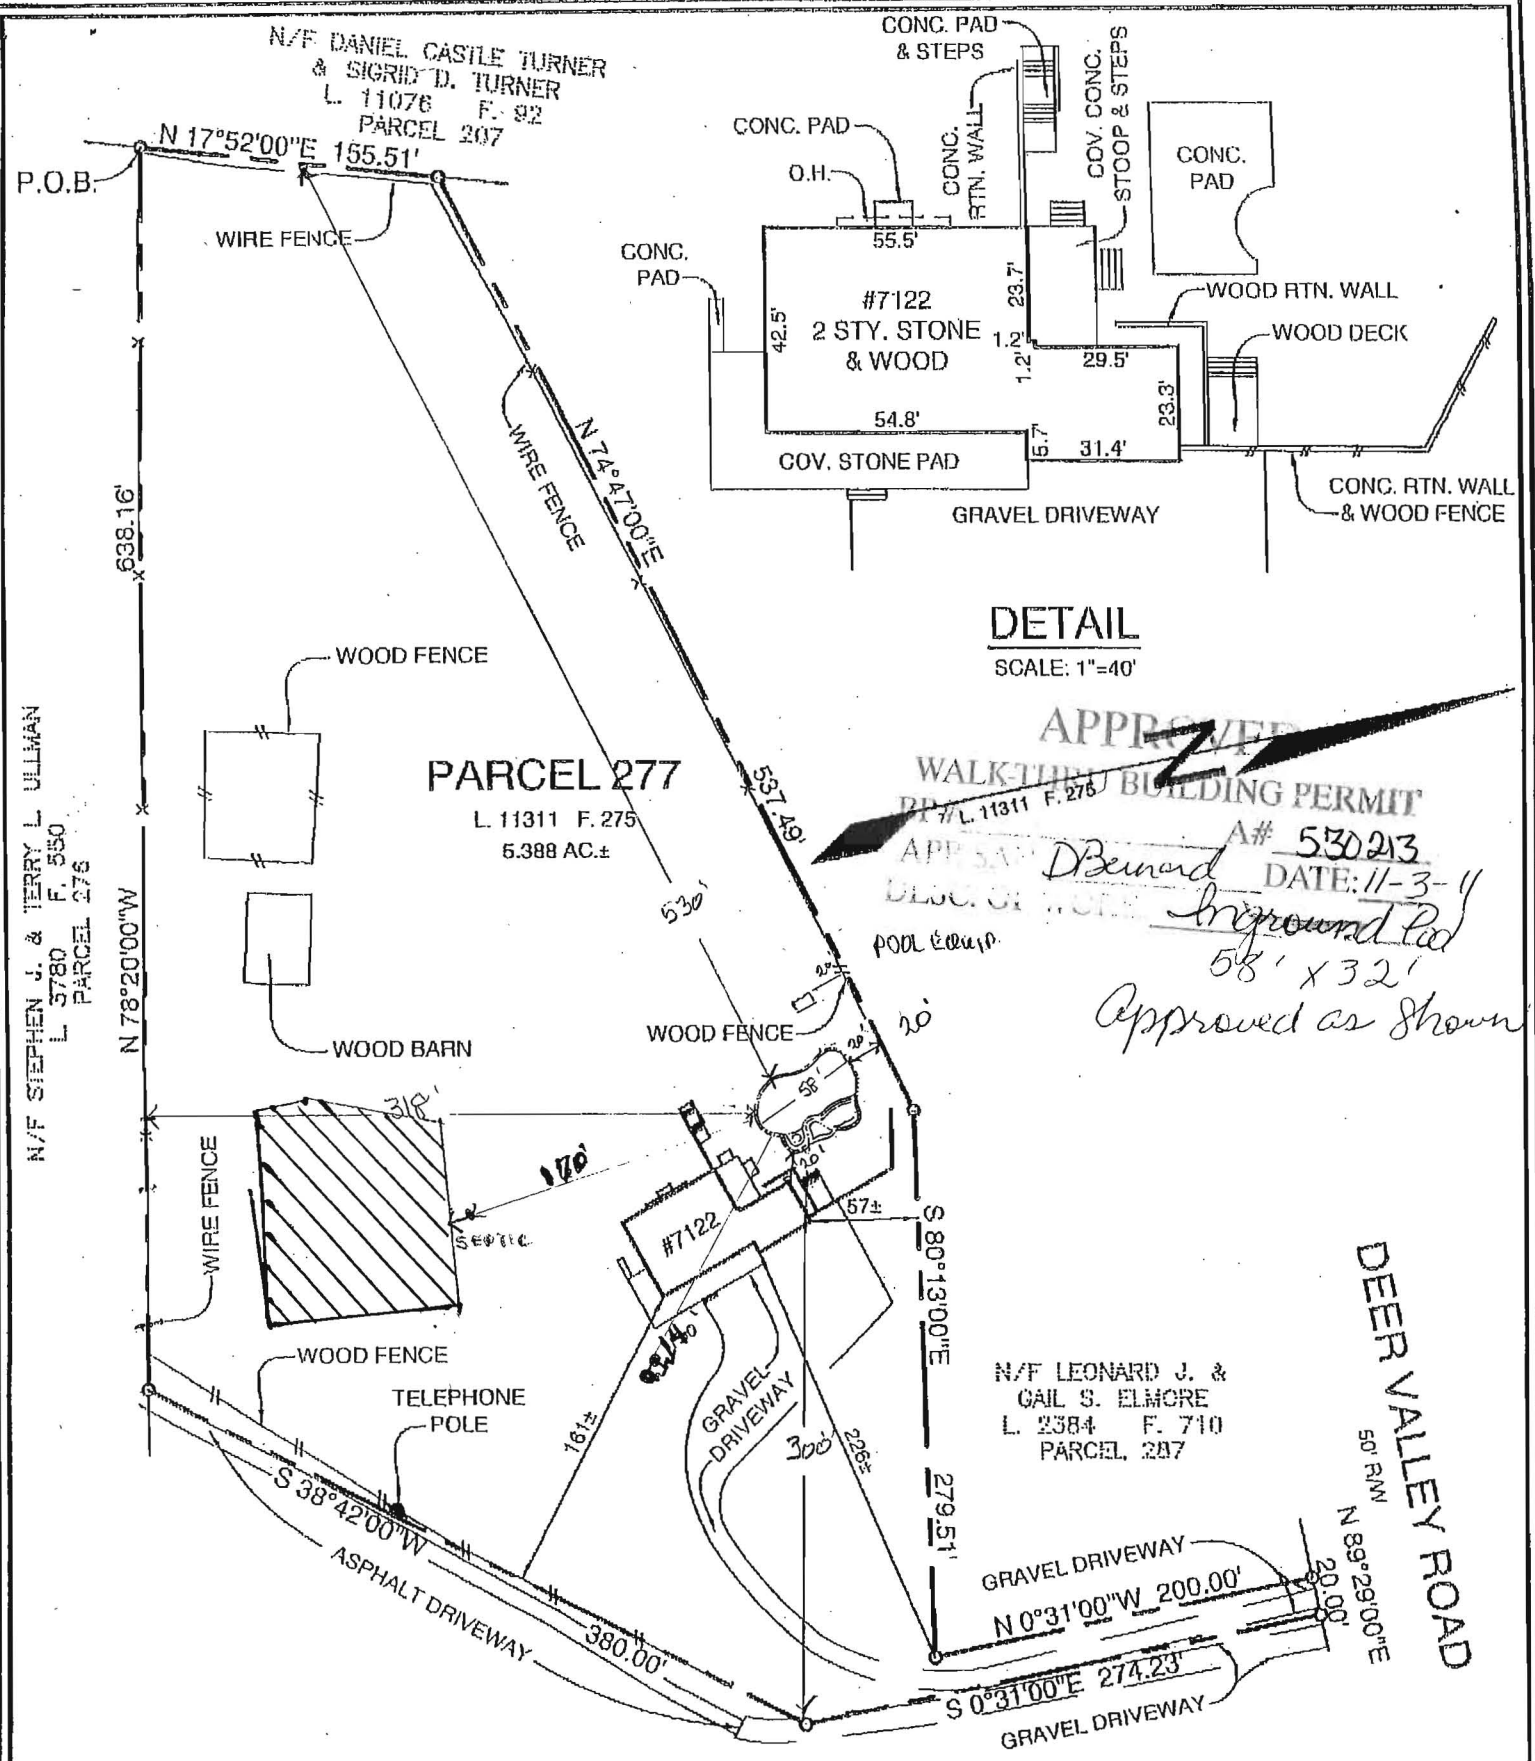 N/F DANIEL CASTLE TURNER
& SIGRID D. TURNER
L. 11076 F. 92
PARCEL 207
N 17°52'00"E 155.51'
P.O.B.
WIRE FENCE
CONC. PAD
& STEPS
CONC. PAD
O.H.
CONC.
RTN. WALL
COV. CONC.
STOOP & STEPS
CONC.
PAD
CONC.
PAD
55.5'
42.5'
#7122
2 STY. STONE
& WOOD
23.7'
1.2'
1.2'
29.5'
23.3'
54.8'
5.7'
31.4'
COV. STONE PAD
WOOD RTN. WALL
WOOD DECK
GRAVEL DRIVEWAY
CONC. RTN. WALL
& WOOD FENCE
DETAIL
SCALE: 1"=40'
N 74°47'00"E
WIRE FENCE
537.49'
638.16'
N 78°20'00"W
N/F STEPHEN J. & TERRY L. ULLMAN
L 3780 F. 550
PARCEL 276
WOOD FENCE
PARCEL 277
L. 11311 F. 275
5.388 AC.±
WOOD BARN
530'
APPROVED
WALK-THRU BUILDING PERMIT
BP#
L. 11311 F. 275
N
A# 530213
APP. SAN DBernard DATE: 11-3-11
DESC. OF WORK Inground Pool
58' x 32'
Approved as Shown
POOL EQUIP.
20'
WOOD FENCE
20'
20'
58'
20'
318'
170'
SEPTIC
WIRE FENCE
#7122
57±
S 80°13'00"E
279.51'
WOOD FENCE
TELEPHONE
POLE
161±
GRAVEL
DRIVEWAY
300'
226±
S 38°42'00"W
380.00'
ASPHALT DRIVEWAY
N/F LEONARD J. &
GAIL S. ELMORE
L. 2384 F. 710
PARCEL 287
DEER VALLEY ROAD
50' R/W
N 89°29'00"E
20.00'
GRAVEL DRIVEWAY
N 0°31'00"W 200.00'
S 0°31'00"E 274.23'
GRAVEL DRIVEWAY